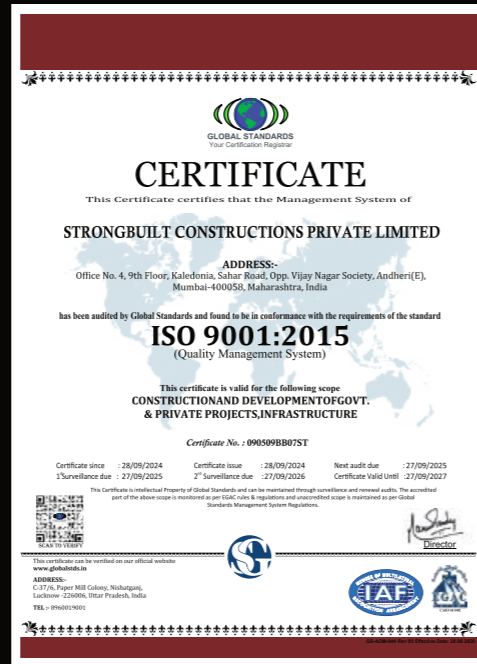 GLOBAL STANDARDS
Your Certification Registrar
CERTIFICATE
This Certificate certifies that the Management System of
STRONGBUILT CONSTRUCTIONS PRIVATE LIMITED
ADDRESS:-
Office No. 4, 9th Floor, Kaledonia, Sahar Road, Opp. Vijay Nagar Society, Andheri(E),
Mumbai-400058, Maharashtra, India
has been audited by Global Standards and found to be in conformance with the requirements of the standard
ISO 9001:2015
(Quality Management System)
This certificate is valid for the following scope
CONSTRUCTIONAND DEVELOPMENTOFGOVT.
& PRIVATE PROJECTS,INFRASTRUCTURE
Certificate No. : 090509BB07ST
Certificate since : 28/09/2024 Certificate issue : 28/09/2024 Next audit due : 27/09/2025
1st Surveillance due : 27/09/2025 2nd Surveillance due : 27/09/2026 Certificate Valid Until : 27/09/2027
This Certificate is Intellectual Property of Global Standards and can be maintained through surveillance and renewal audits. The accredited
part of the above scope is monitored as per EGAC rules & regulations and unaccredited scope is maintained as per Global
Standards Management System Regulations.
SCAN TO VERIFY
Director
This certificate can be verified on our official website
www.globalstds.in
ADDRESS:-
C-37/6, Paper Mill Colony, Nishatganj,
Lucknow -226006, Uttar Pradesh, India
TEL :- 8960019001
IAF
EGAC